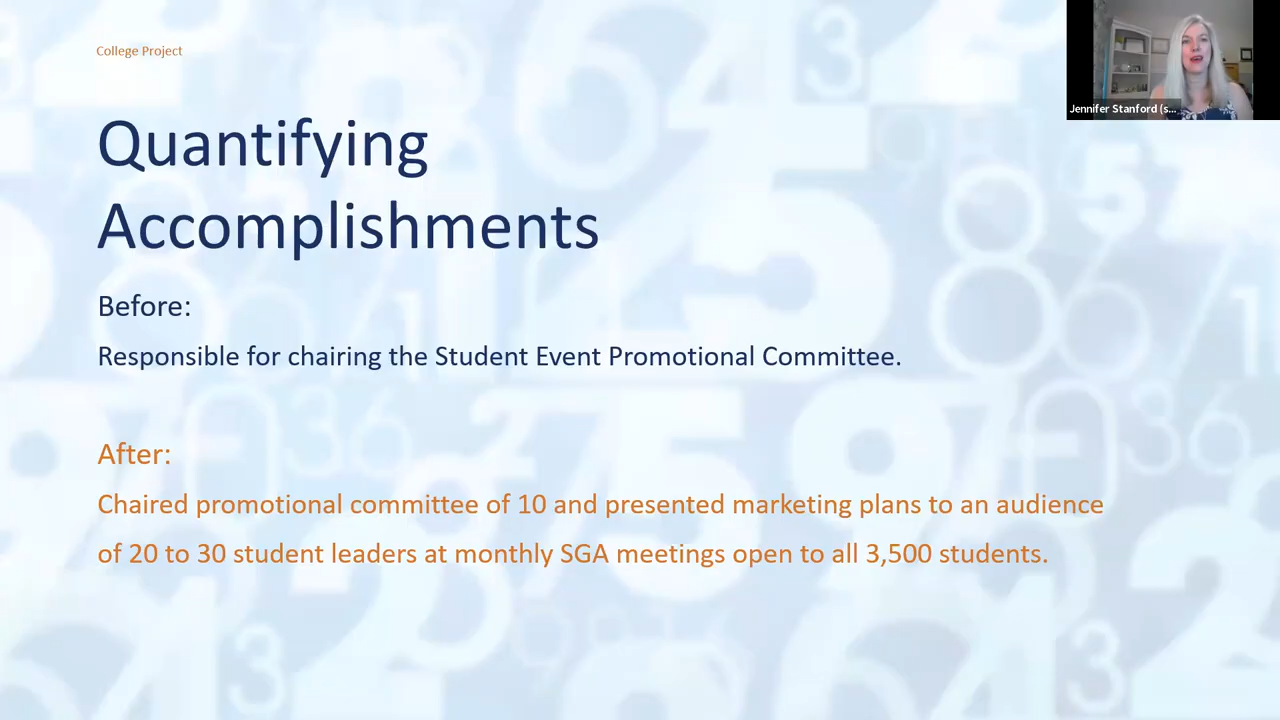 College Project
Quantifying
Accomplishments
Before:
Responsible for chairing the Student Event Promotional Committee.
After:
Chaired promotional committee of 10 and presented marketing plans to an audience
of 20 to 30 student leaders at monthly SGA meetings open to all 3,500 students.
Jennifer Stanford (s...